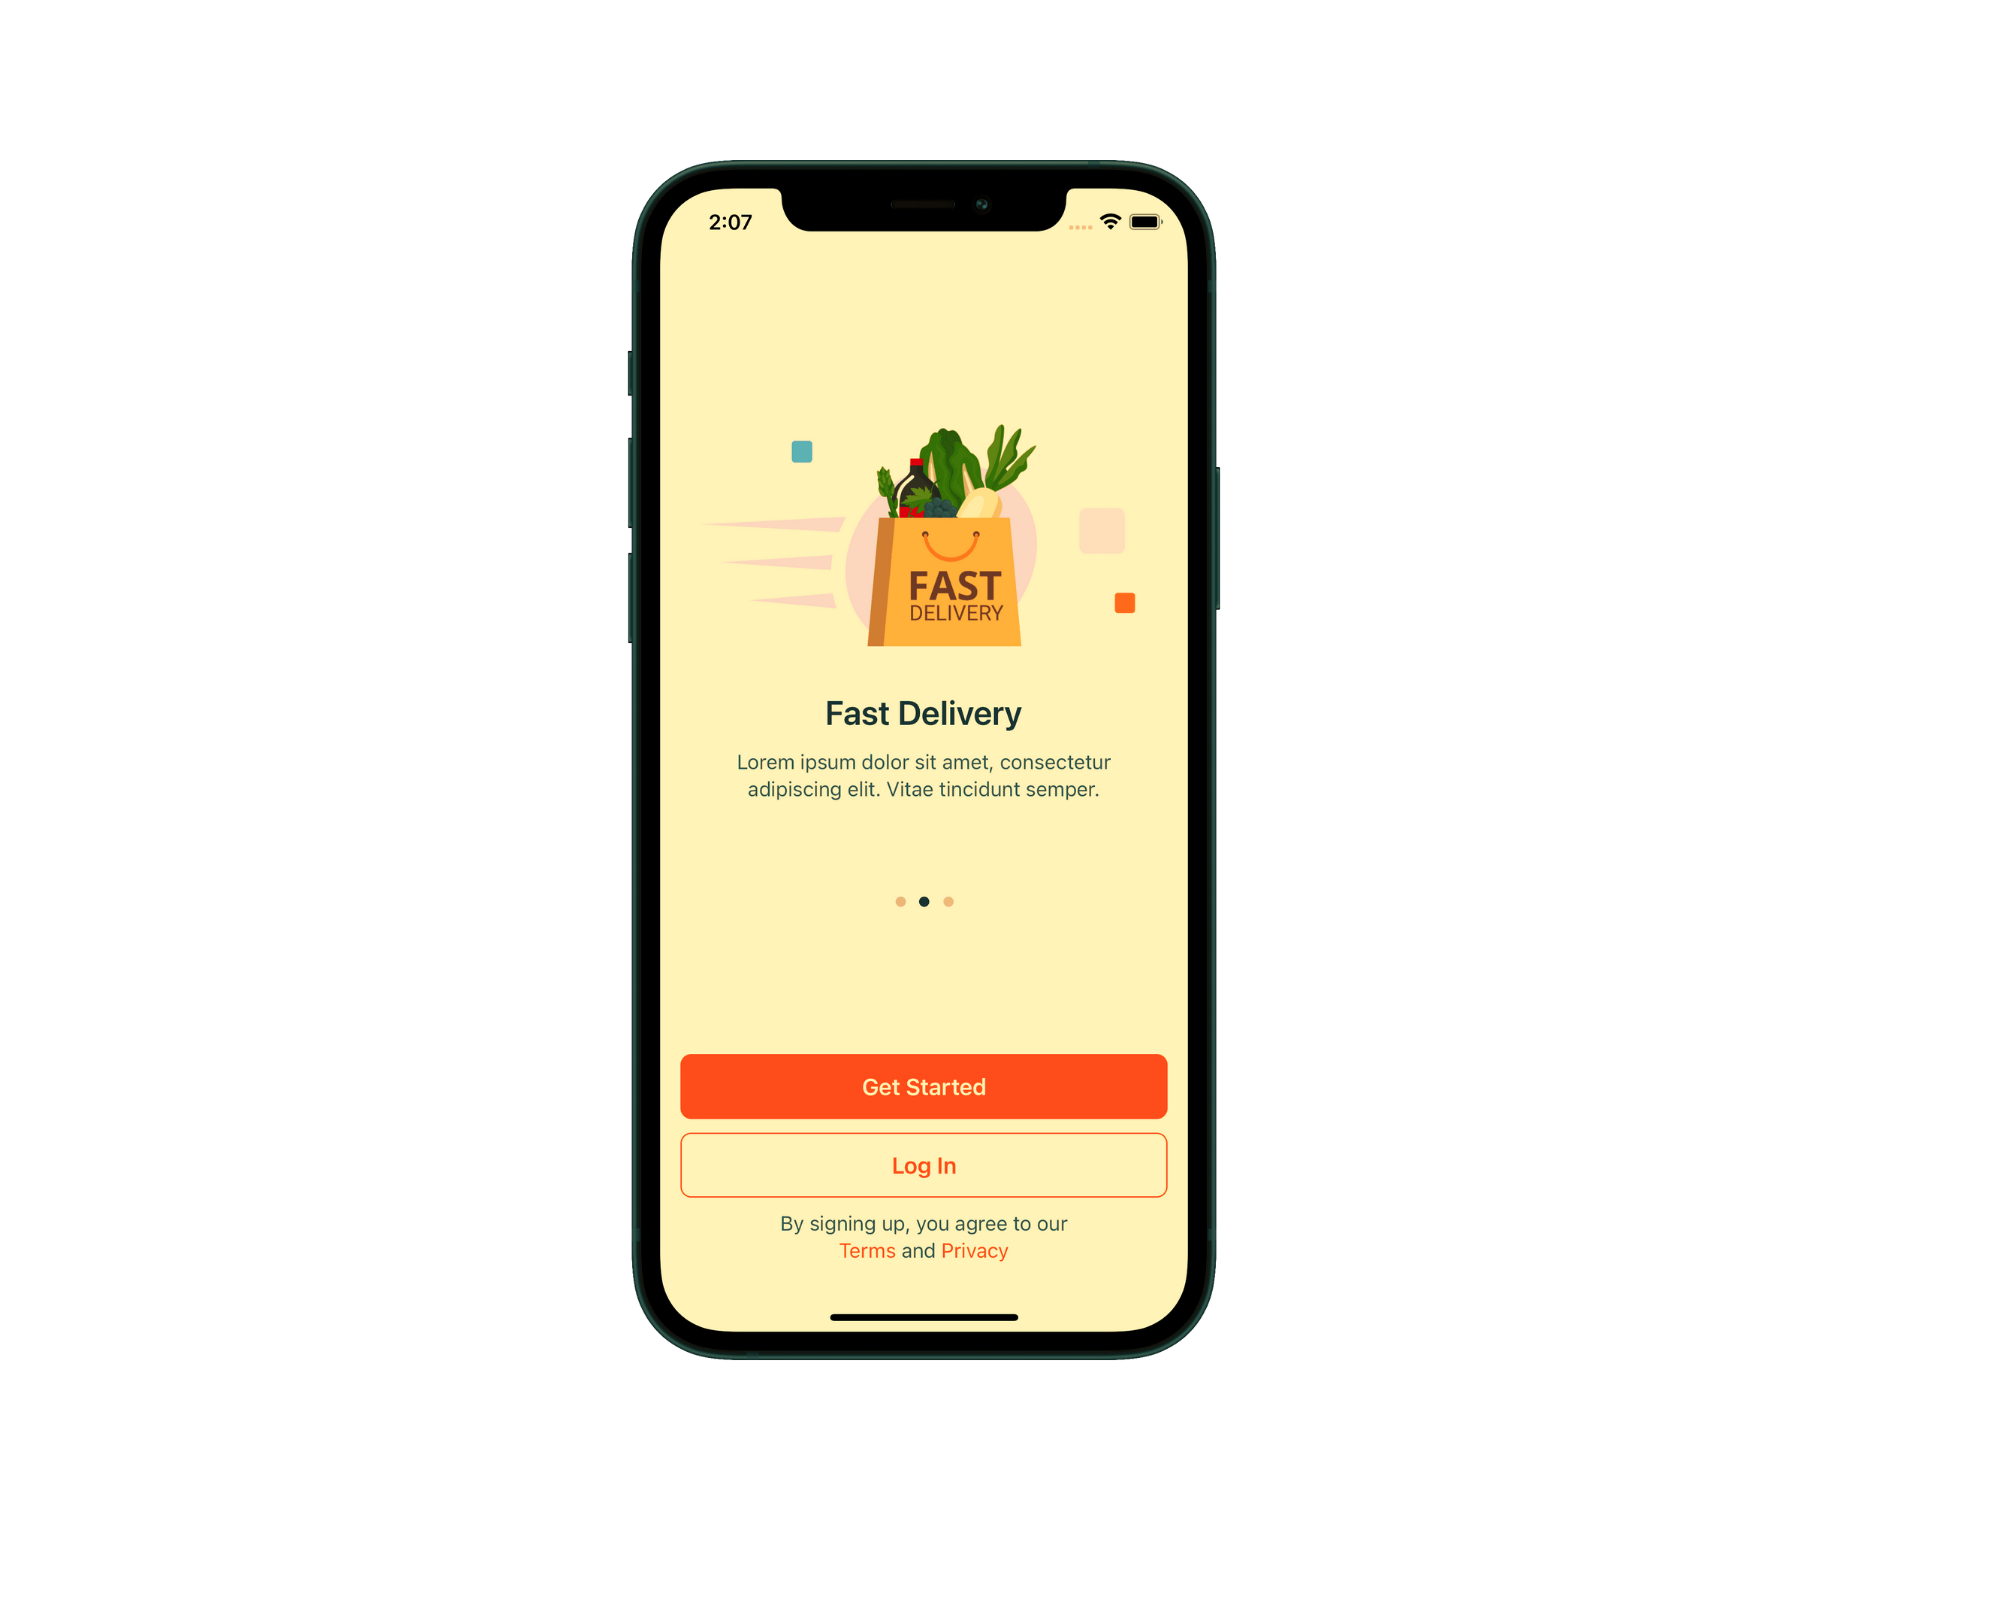 2:07
FAST
DELIVERY
Fast Delivery
Lorem ipsum dolor sit amet, consectetur
adipiscing elit. Vitae tincidunt semper.
Get Started
Log In
By signing up, you agree to our
Terms and Privacy